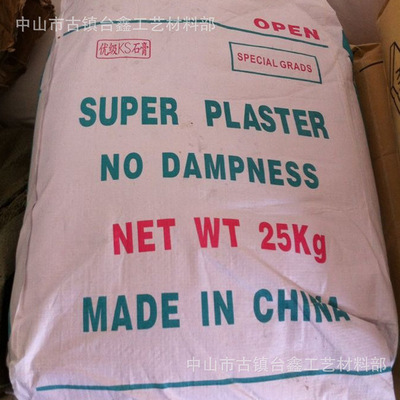 中山市古镇台鑫工艺材料部
OPEN
优级KS石膏
SPECIAL GRADS
SUPER PLASTER
NO DAMPNESS
NET WT 25Kg
MADE IN CHINA
中山市古镇台鑫工艺材料部